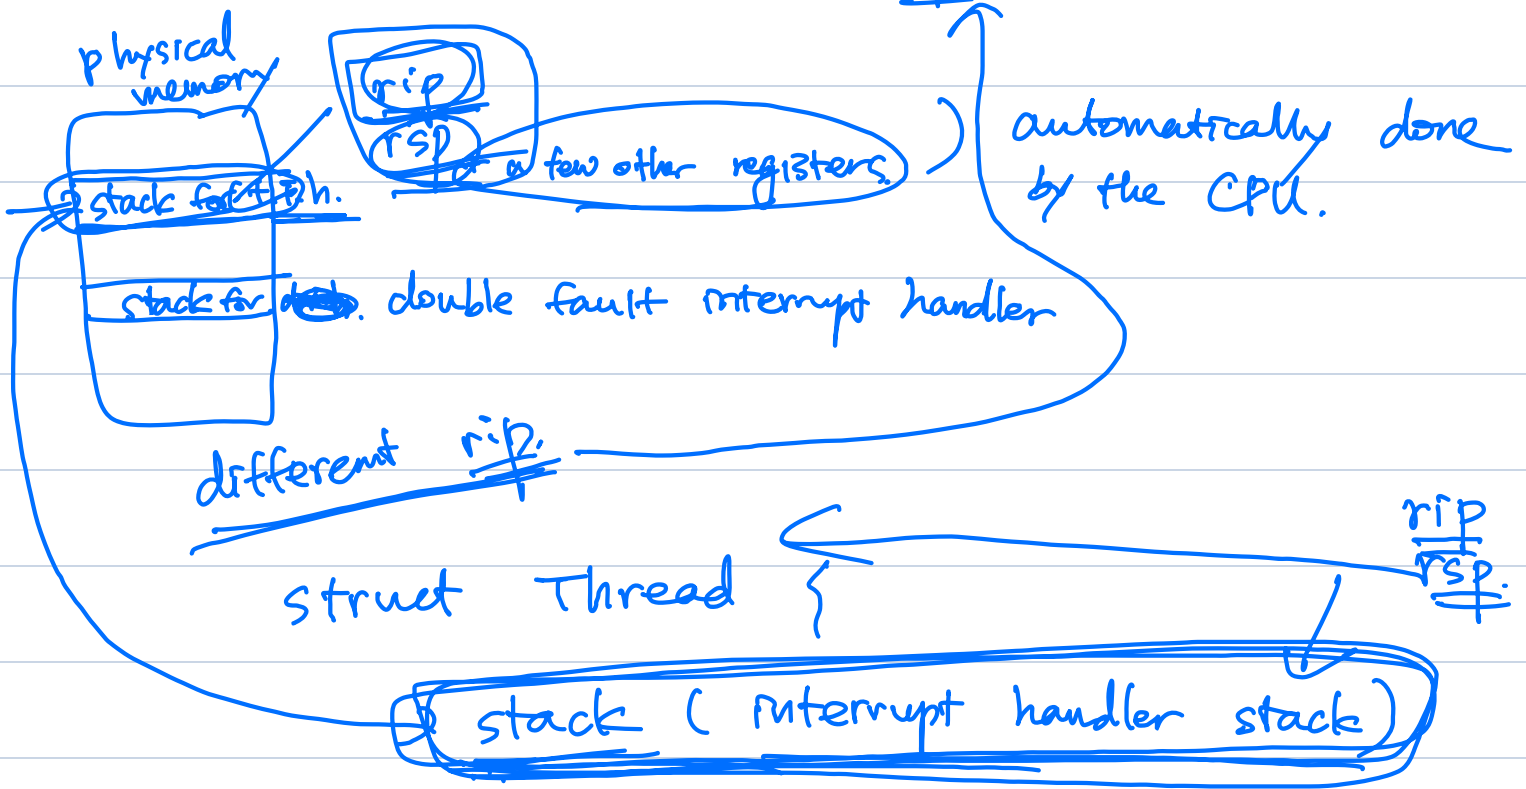 physical
memory
rip
rsp
+ a few other registers.
automatically done
by the CPU.
stack for t.i.h.
stack for double fault interrupt handler
different rip.
rip
rsp.
struct Thread {
stack (interrupt handler stack)